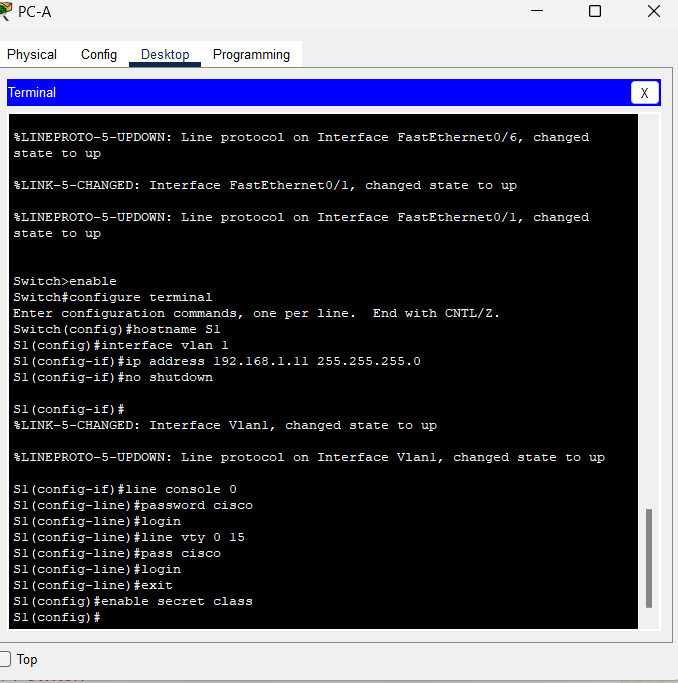 PC-A
Physical Config Desktop Programming
Terminal
X
%LINEPROTO-5-UPDOWN: Line protocol on Interface FastEthernet0/6, changed
state to up
%LINK-5-CHANGED: Interface FastEthernet0/1, changed state to up
%LINEPROTO-5-UPDOWN: Line protocol on Interface FastEthernet0/1, changed
state to up
Switch>enable
Switch#configure terminal
Enter configuration commands, one per line.  End with CNTL/Z.
Switch(config)#hostname S1
S1(config)#interface vlan 1
S1(config-if)#ip address 192.168.1.11 255.255.255.0
S1(config-if)#no shutdown
S1(config-if)#
%LINK-5-CHANGED: Interface Vlan1, changed state to up
%LINEPROTO-5-UPDOWN: Line protocol on Interface Vlan1, changed state to up
S1(config-if)#line console 0
S1(config-line)#password cisco
S1(config-line)#login
S1(config-line)#line vty 0 15
S1(config-line)#pass cisco
S1(config-line)#login
S1(config-line)#exit
S1(config)#enable secret class
S1(config)#
Top